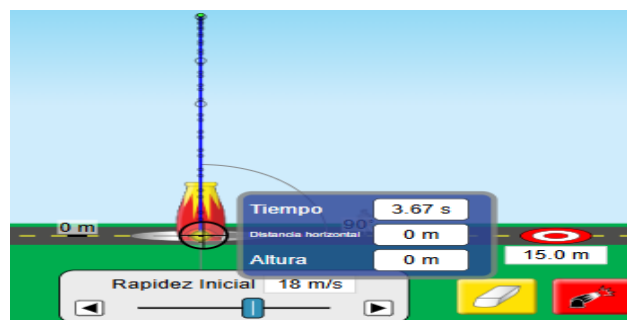 Tiempo 3.67 s
0 m 90°
Distancia horizontal 0 m
Altura 0 m
15.0 m
Rapidez Inicial 18 m/s